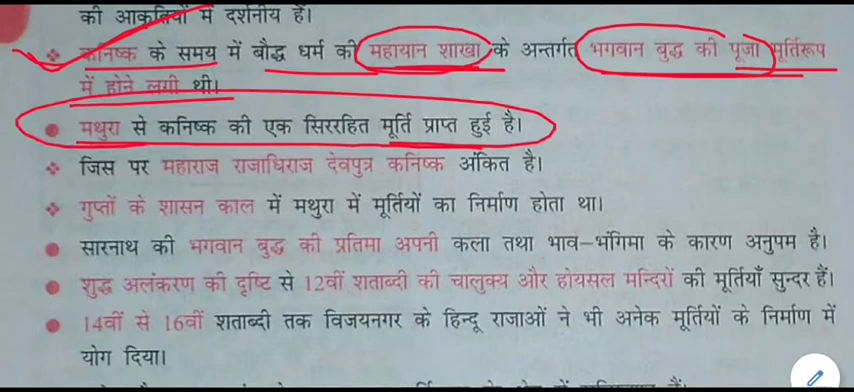 की आकृतियों में दर्शनीय हैं।
❖ कनिष्क के समय में बौद्ध धर्म की महायान शाखा के अन्तर्गत भगवान बुद्ध की पूजा मूर्तिरूप
में होने लगी थी।
● मथुरा से कनिष्क की एक सिररहित मूर्ति प्राप्त हुई है।
❖ जिस पर महाराज राजाधिराज देवपुत्र कनिष्क अंकित है।
❖ गुप्तों के शासन काल में मथुरा में मूर्तियों का निर्माण होता था।
● सारनाथ की भगवान बुद्ध की प्रतिमा अपनी कला तथा भाव-भंगिमा के कारण अनुपम है।
● शुद्ध अलंकरण की दृष्टि से 12वीं शताब्दी की चालुक्य और होयसल मन्दिरों की मूर्तियाँ सुन्दर हैं।
● 14वीं से 16वीं शताब्दी तक विजयनगर के हिन्दू राजाओं ने भी अनेक मूर्तियों के निर्माण में
योग दिया।